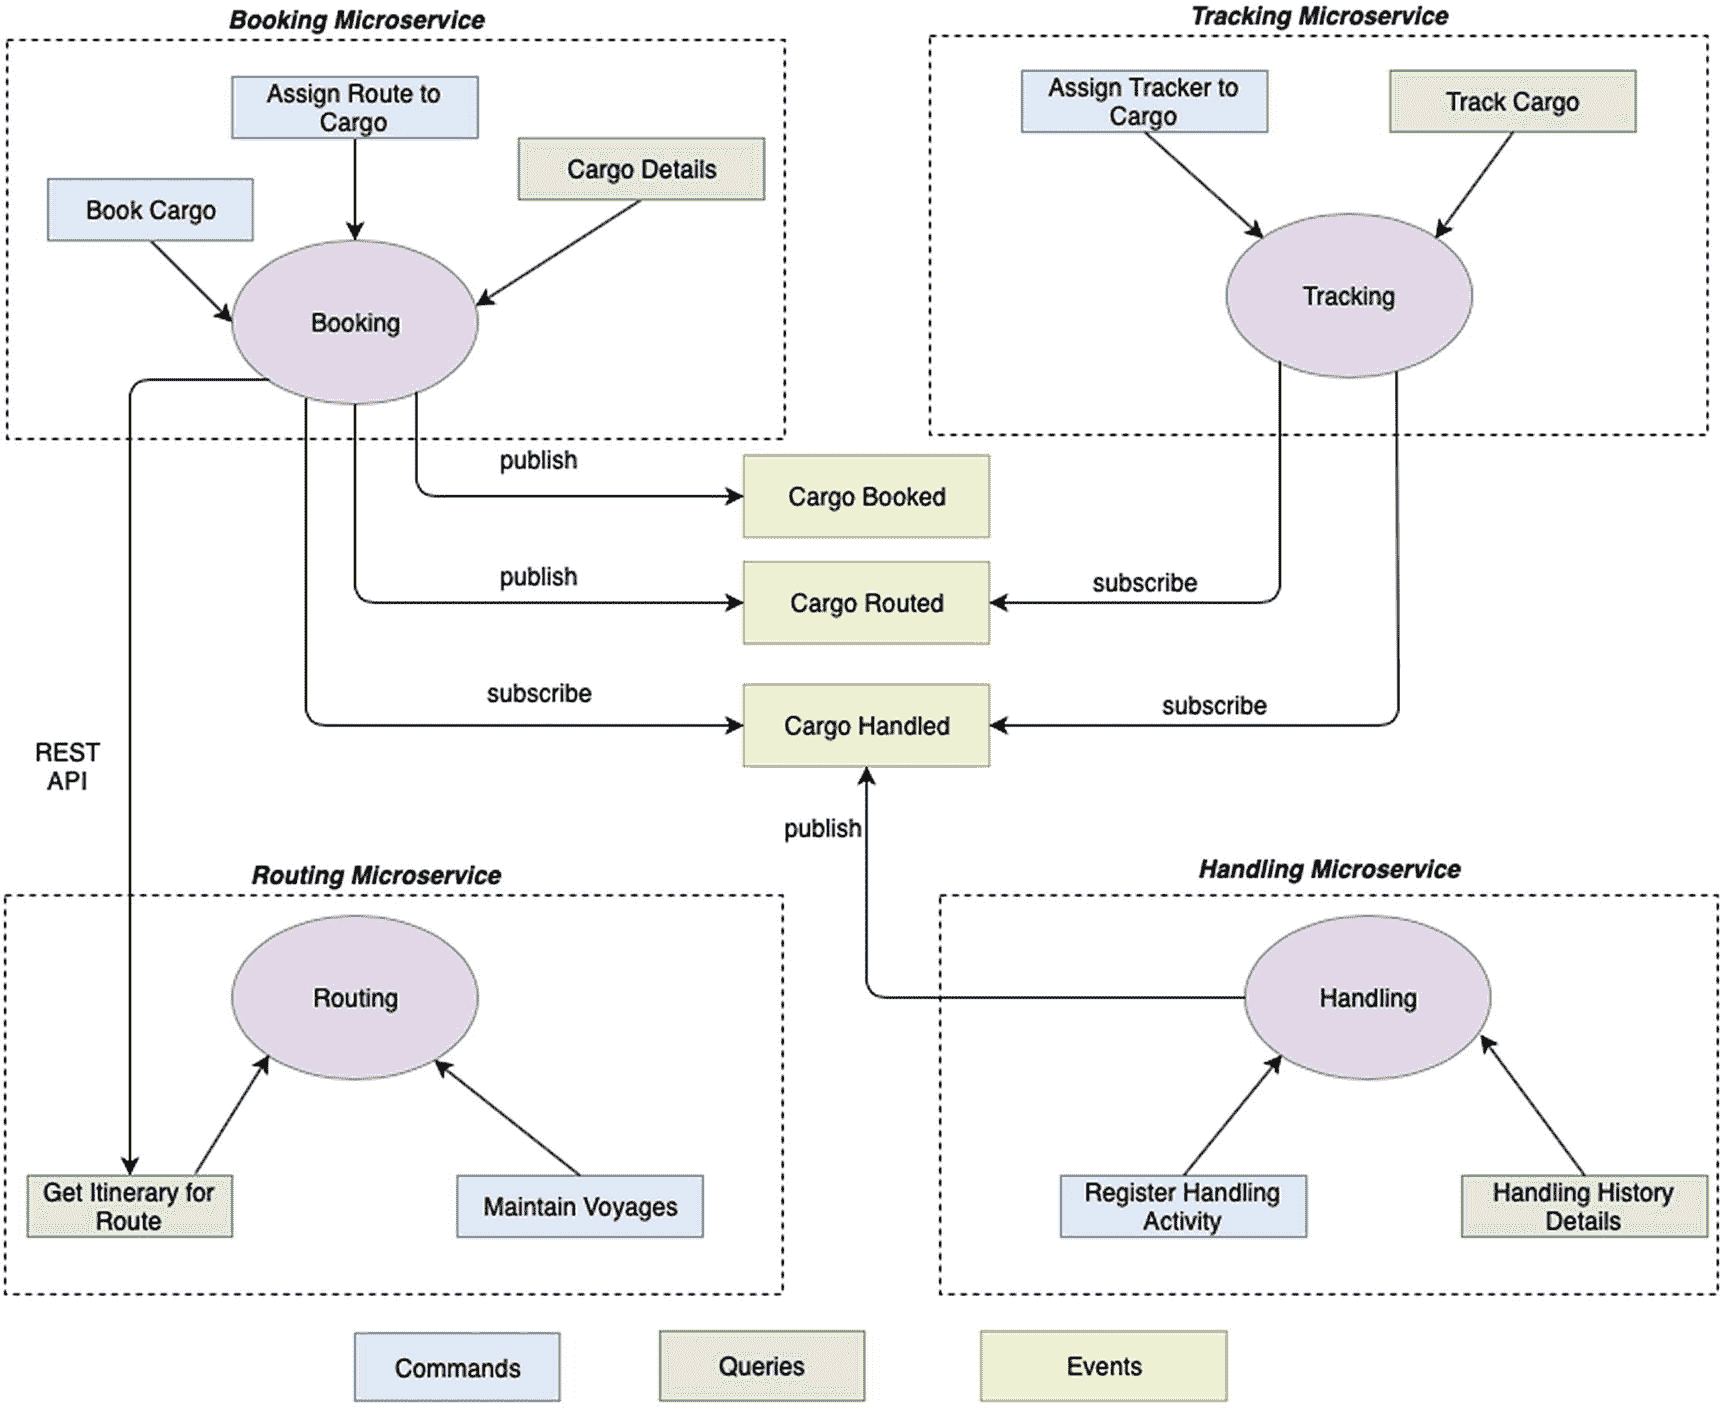 Booking Microservice
Tracking Microservice
Assign Route to
Cargo
Cargo Details
Book Cargo
Booking
Assign Tracker to
Cargo
Track Cargo
Tracking
publish
Cargo Booked
publish
Cargo Routed
subscribe
subscribe
Cargo Handled
subscribe
REST
API
publish
Routing Microservice
Handling Microservice
Routing
Handling
Get Itinerary for
Route
Maintain Voyages
Register Handling
Activity
Handling History
Details
Commands
Queries
Events